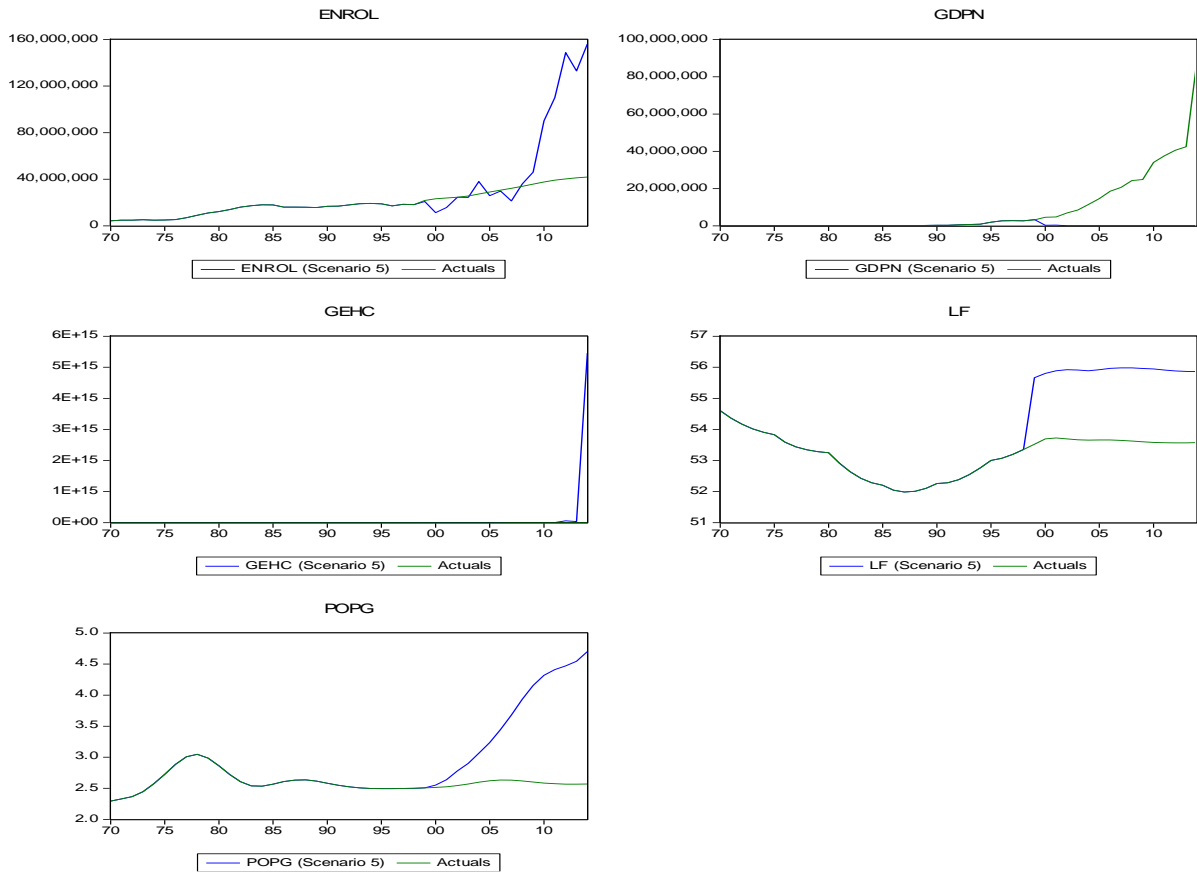 ENROL
160,000,000
120,000,000
80,000,000
40,000,000
0
70 75 80 85 90 95 00 05 10
ENROL (Scenario 5) Actuals
GDPN
100,000,000
80,000,000
60,000,000
40,000,000
20,000,000
0
70 75 80 85 90 95 00 05 10
GDPN (Scenario 5) Actuals
GEHC
6E+15
5E+15
4E+15
3E+15
2E+15
1E+15
0E+00
70 75 80 85 90 95 00 05 10
GEHC (Scenario 5) Actuals
LF
57
56
55
54
53
52
51
70 75 80 85 90 95 00 05 10
LF (Scenario 5) Actuals
POPG
5.0
4.5
4.0
3.5
3.0
2.5
2.0
70 75 80 85 90 95 00 05 10
POPG (Scenario 5) Actuals